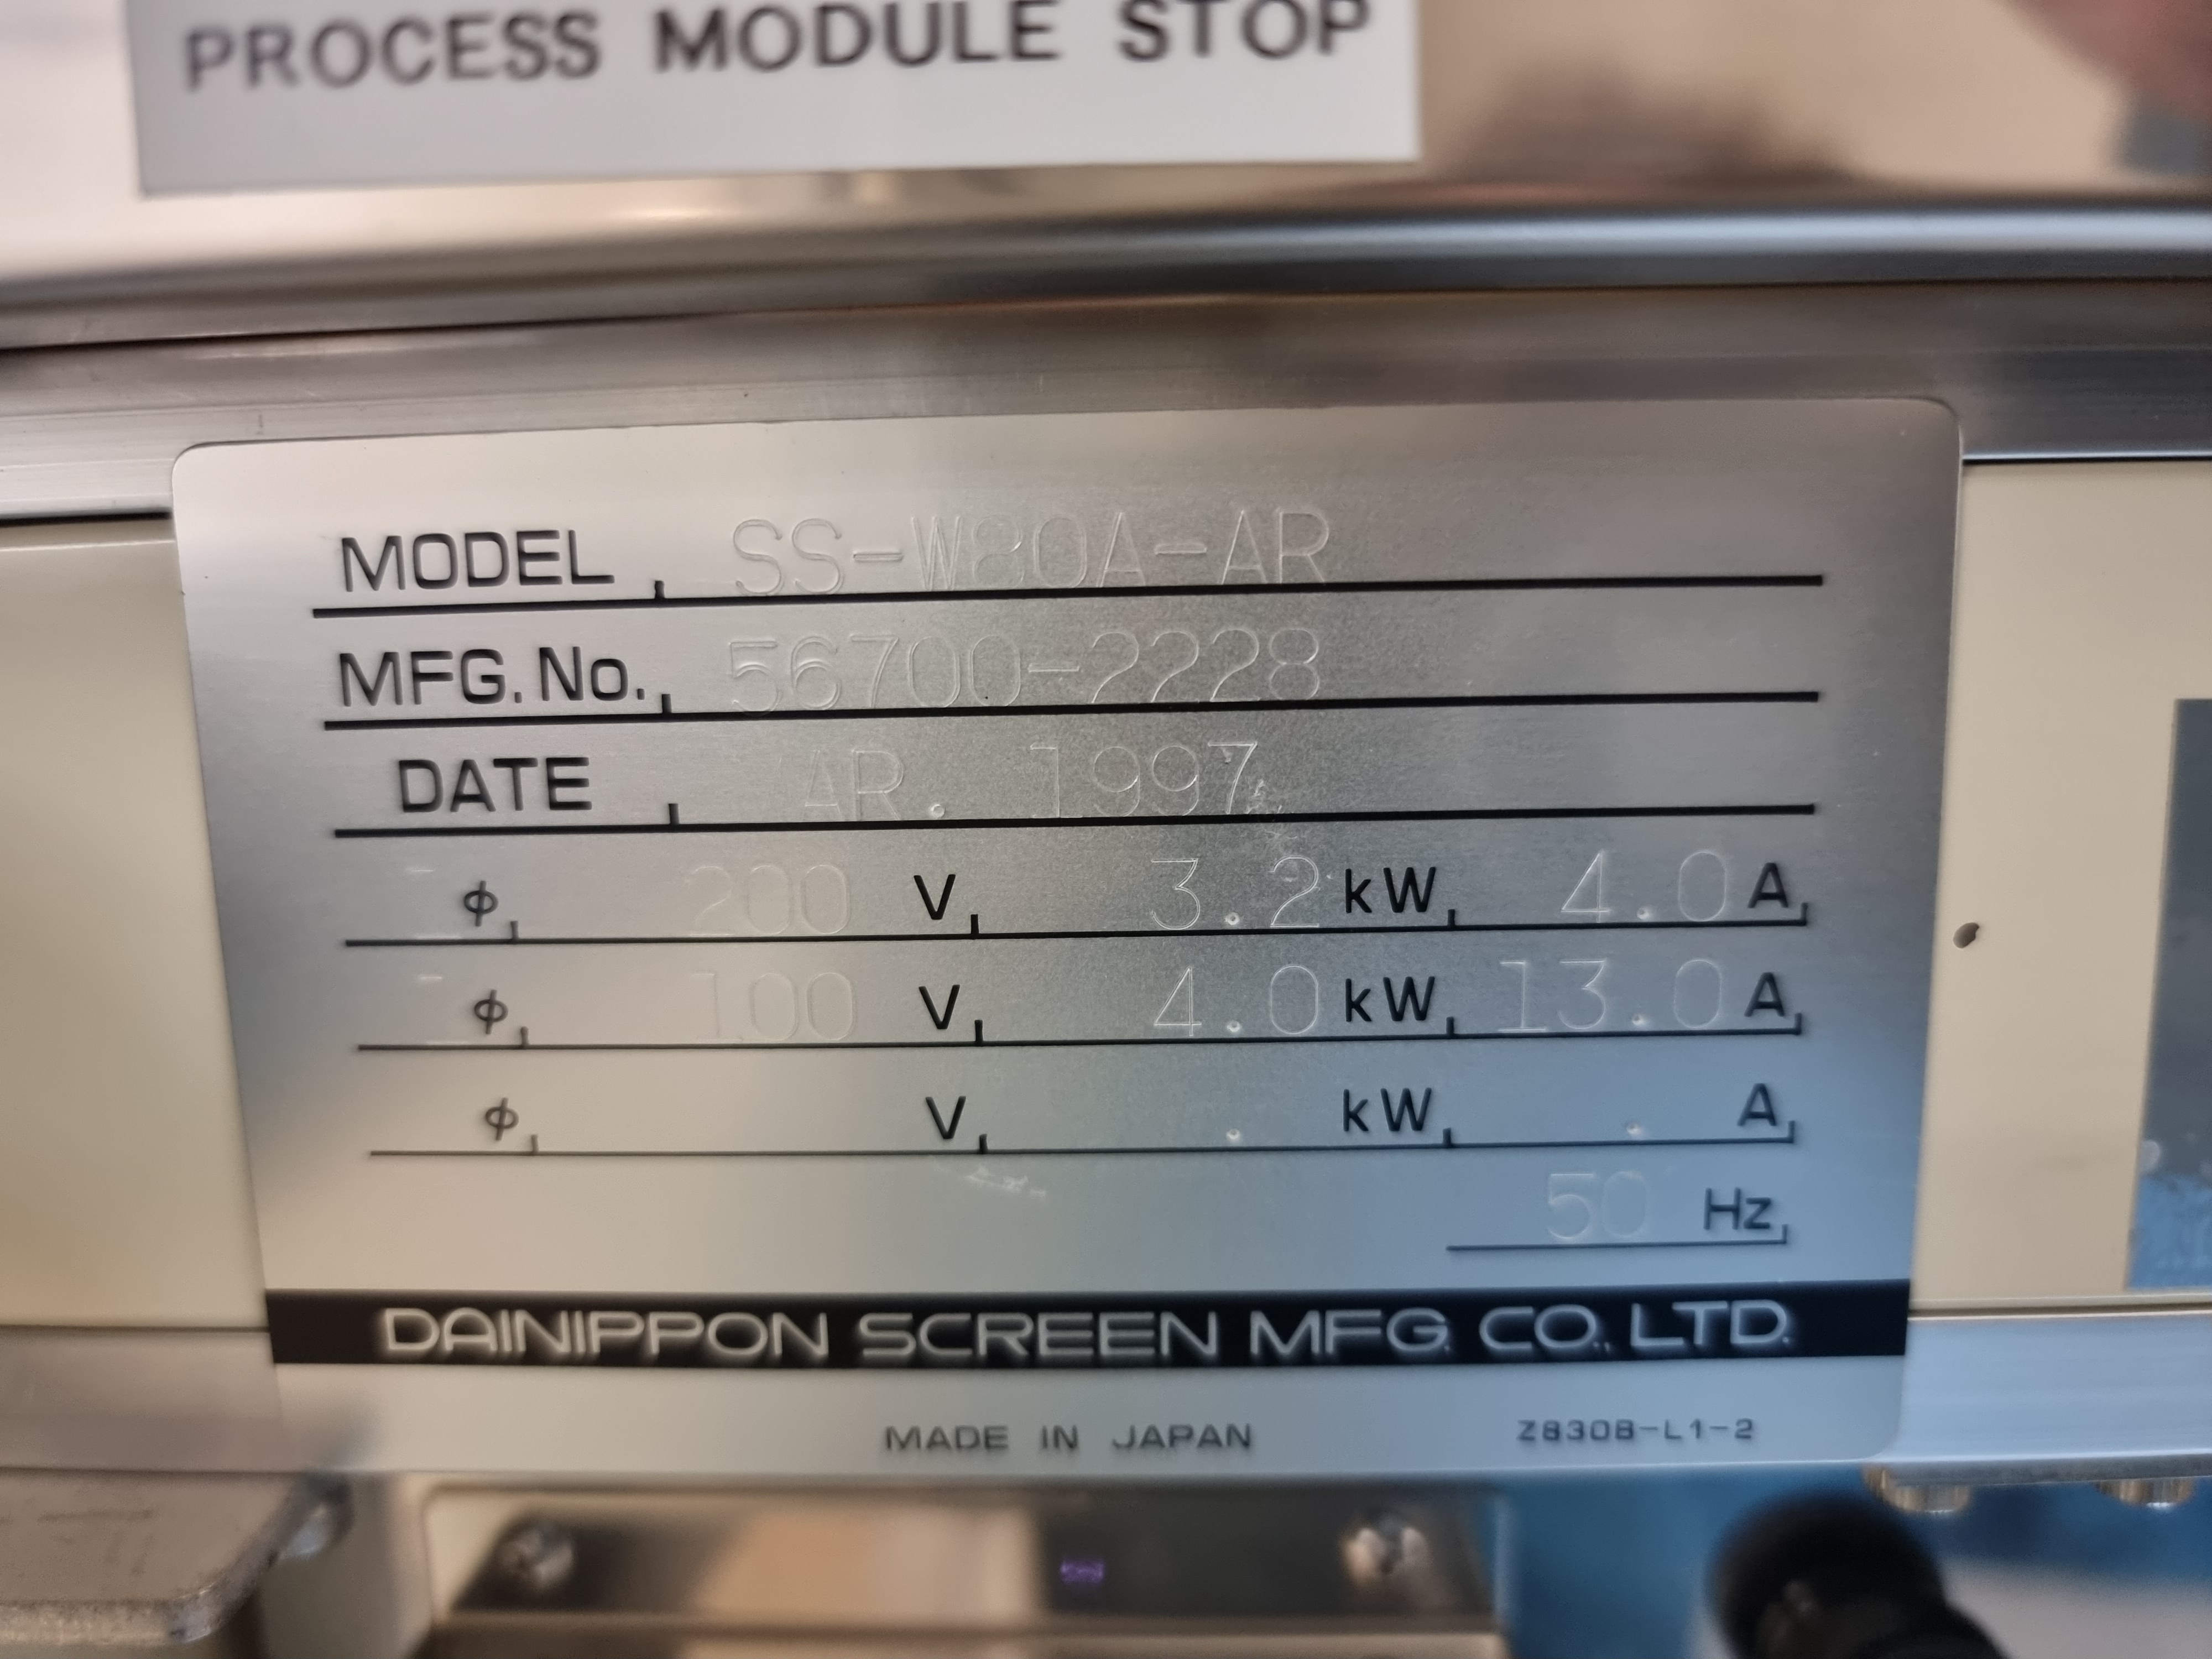 PROCESS MODULE STOP
MODEL SS-W80A-AR
MFG. No. 56700-2228
DATE AR. 1997
ϕ 200 V 3.2 kW 4.0 A
ϕ 100 V 4.0 kW 13.0 A
ϕ V . kW . A
50 Hz
DAINIPPON SCREEN MFG. CO., LTD.
MADE IN JAPAN Z8308-L1-2